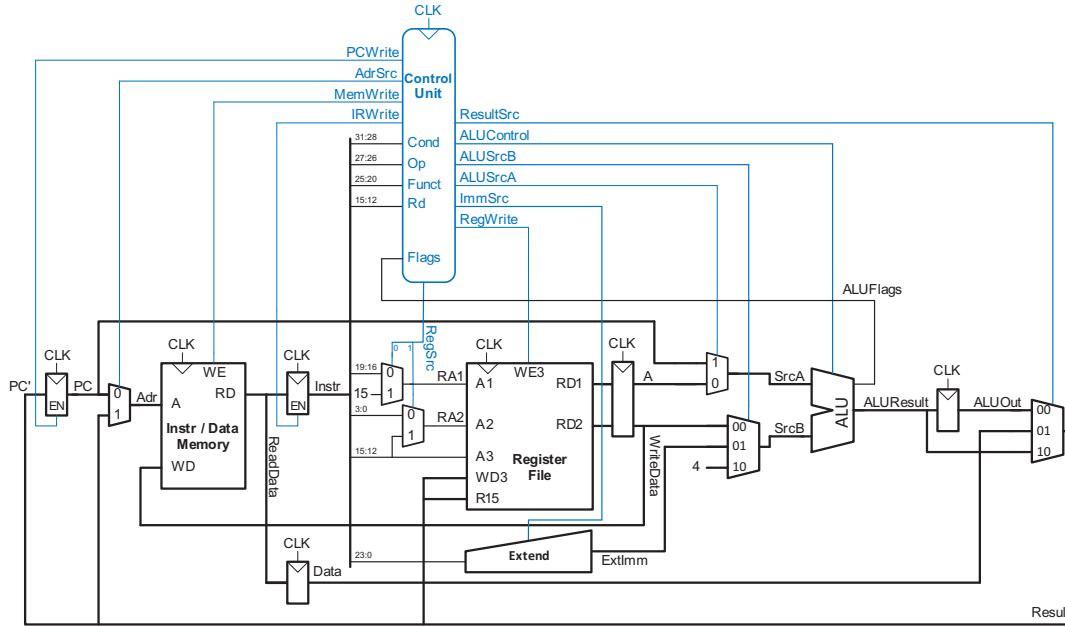 CLK
PCWrite
AdrSrc
MemWrite
IRWrite
Control
Unit
ResultSrc
ALUControl
ALUSrcB
ALUSrcA
ImmSrc
RegWrite
31:28
Cond
27:26
Op
25:20
Funct
15:12
Rd
Flags
ALUFlags
RegSrc
0 1
CLK
PC'
EN
PC
0
1
Adr
CLK
WE
A
RD
Instr / Data
Memory
WD
ReadData
CLK
EN
Instr
19:16
0
15
1
RA1
3:0
0
1
RA2
15:12
CLK
WE3
A1
RD1
A2
RD2
A3
WD3
R15
Register
File
CLK
A
WriteData
1
0
SrcA
00
01
4
10
SrcB
ALU
ALUResult
CLK
ALUOut
00
01
10
23:0
Extend
ExtImm
CLK
Data
Resul